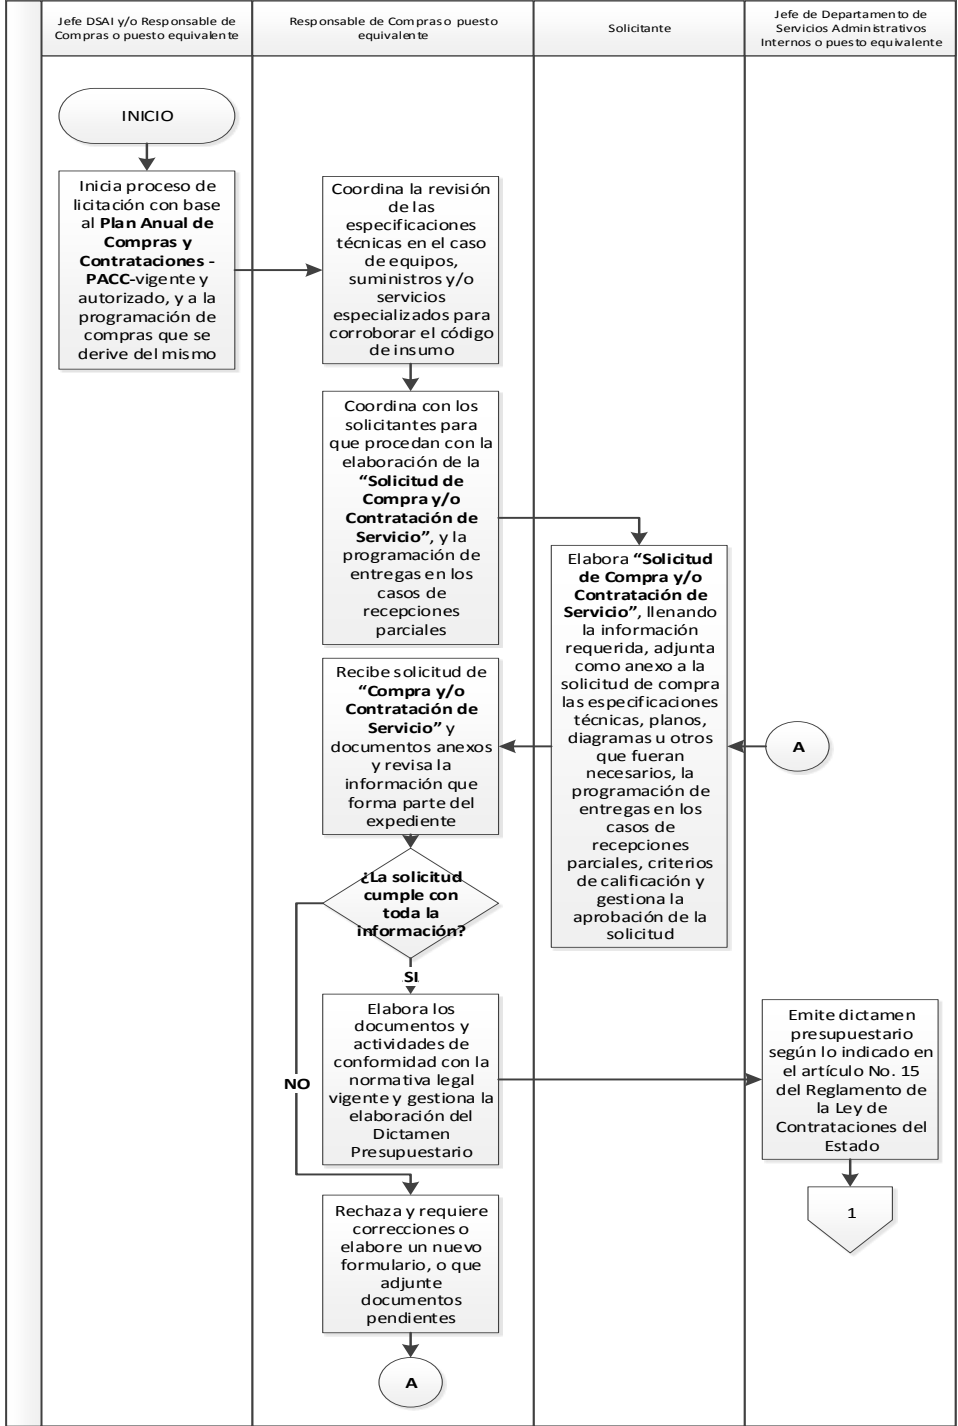 Jefe DSAI y/o Responsable de
Compras o puesto equivalente
Responsable de Compras o puesto
equivalente
Solicitante
Jefe de Departamento de
Servicios Administrativos
Internos o puesto equivalente
INICIO
Inicia proceso de
licitación con base
al Plan Anual de
Compras y
Contrataciones -
PACC-vigente y
autorizado, y a la
programación de
compras que se
derive del mismo
Coordina la revisión
de las
especificaciones
técnicas en el caso
de equipos,
suministros y/o
servicios
especializados para
corroborar el código
de insumo
Coordina con los
solicitantes para
que procedan con la
elaboración de la
“Solicitud de
Compra y/o
Contratación de
Servicio”, y la
programación de
entregas en los
casos de
recepciones
parciales
Elabora “Solicitud
de Compra y/o
Contratación de
Servicio”, llenando
la información
requerida, adjunta
como anexo a la
solicitud de compra
las especificaciones
técnicas, planos,
diagramas u otros
que fueran
necesarios, la
programación de
entregas en los
casos de
recepciones
parciales, criterios
de calificación y
gestiona la
aprobación de la
solicitud
A
Recibe solicitud de
“Compra y/o
Contratación de
Servicio” y
documentos anexos
y revisa la
información que
forma parte del
expediente
¿La solicitud
cumple con
toda la
información?
SI
NO
Elabora los
documentos y
actividades de
conformidad con la
normativa legal
vigente y gestiona la
elaboración del
Dictamen
Presupuestario
Emite dictamen
presupuestario
según lo indicado en
el artículo No. 15
del Reglamento de
la Ley de
Contrataciones del
Estado
1
Rechaza y requiere
correcciones o
elabore un nuevo
formulario, o que
adjunte
documentos
pendientes
A